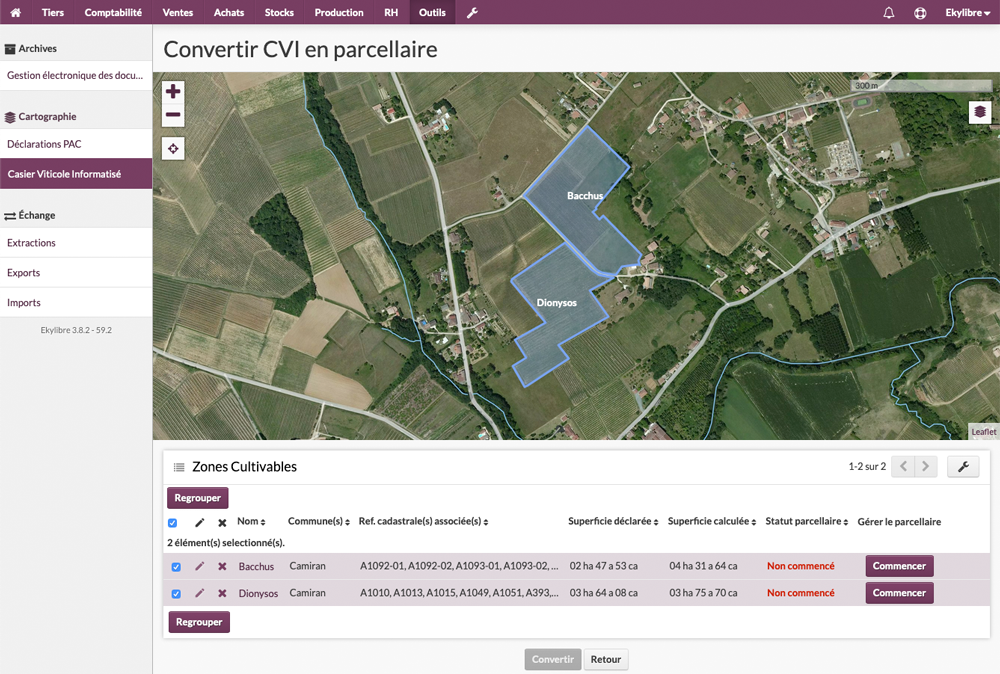 Tiers Comptabilité Ventes Achats Stocks Production RH Outils Ekylibre
Archives
Gestion électronique des docu...
Cartographie
Déclarations PAC
Casier Viticole Informatisé
Échange
Extractions
Exports
Imports
Ekylibre 3.8.2 - 59.2
Convertir CVI en parcellaire
300 m
Bacchus
Dionysos
Leaflet
Zones Cultivables 1-2 sur 2
Regrouper
Nom Commune(s) Ref. cadastrale(s) associée(s) Superficie déclarée Superficie calculée Statut parcellaire Gérer le parcellaire
2 élément(s) selectionné(s).
Bacchus Camiran A1092-01, A1092-02, A1093-01, A1093-02, ... 02 ha 47 a 53 ca 04 ha 31 a 64 ca Non commencé Commencer
Dionysos Camiran A1010, A1013, A1015, A1049, A1051, A393,... 03 ha 64 a 08 ca 03 ha 75 a 70 ca Non commencé Commencer
Regrouper
Convertir Retour